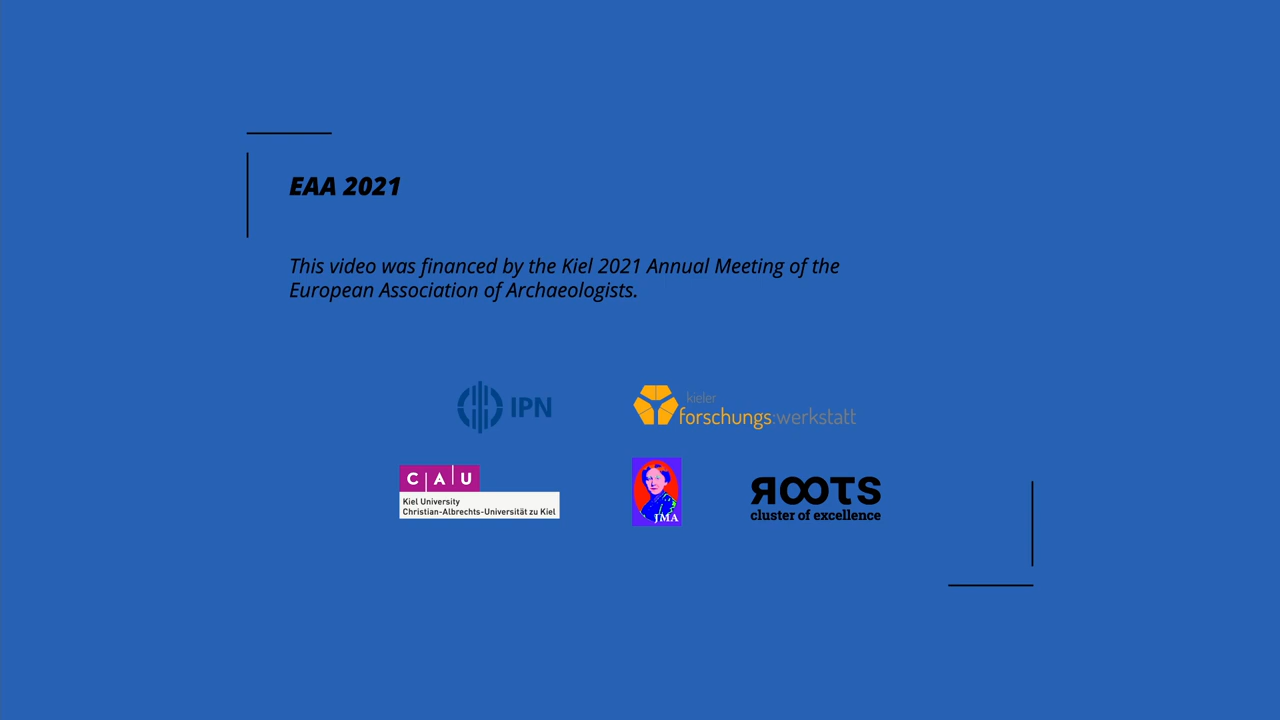 EAA 2021
This video was financed by the Kiel 2021 Annual Meeting of the
European Association of Archaeologists.
IPN
kieler
forschungs:werkstatt
C A U
Kiel University
Christian-Albrechts-Universität zu Kiel
JMA
ЯOOTS
cluster of excellence